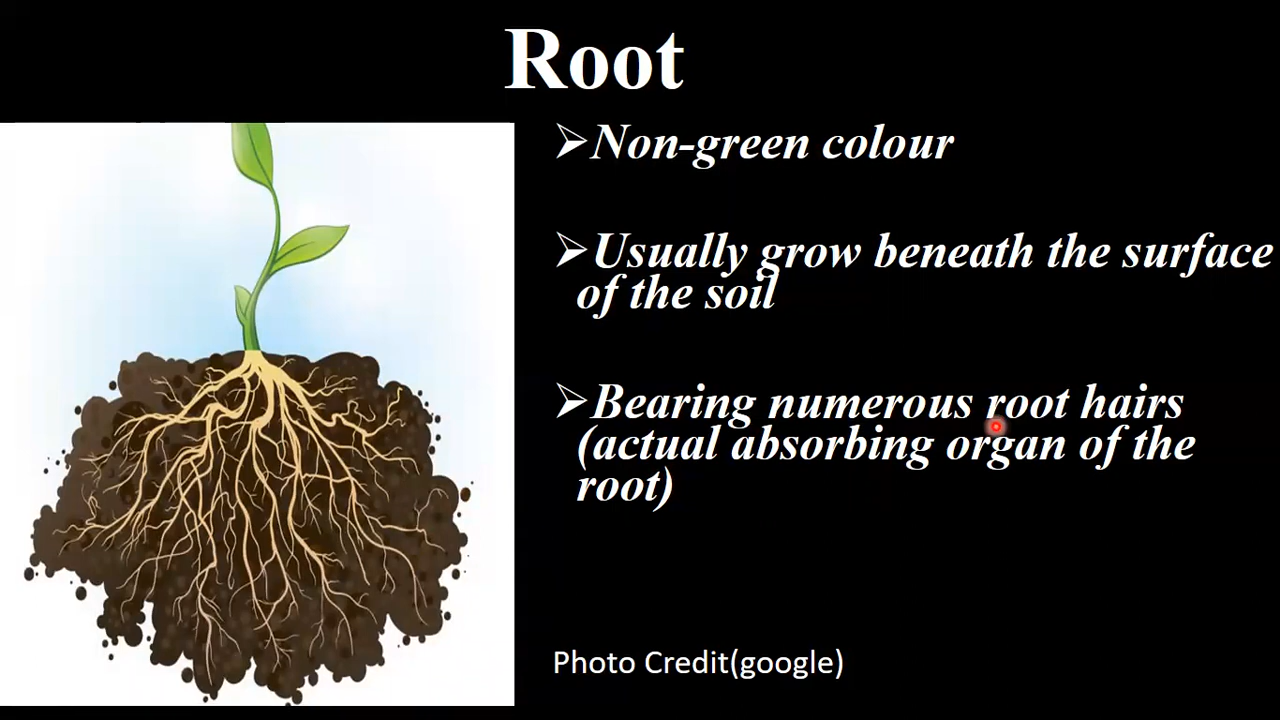 Root
➢Non-green colour
➢Usually grow beneath the surface
of the soil
➢Bearing numerous root hairs
(actual absorbing organ of the
root)
Photo Credit(google)